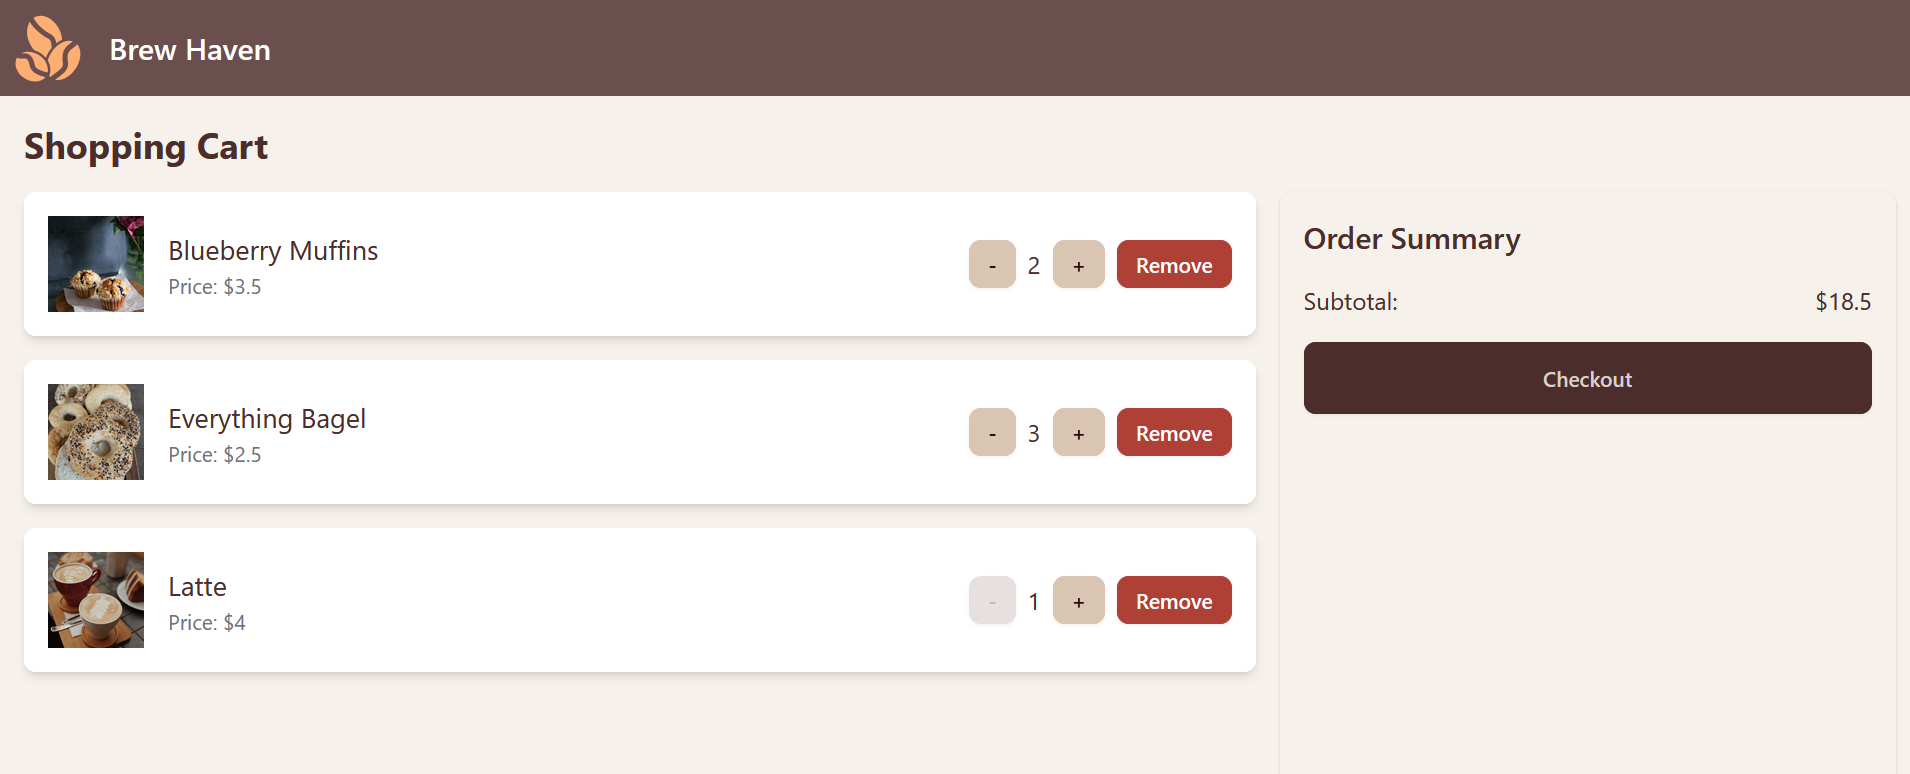 Brew Haven
Shopping Cart
Blueberry Muffins
Price: $3.5
- 2 + Remove
Everything Bagel
Price: $2.5
- 3 + Remove
Latte
Price: $4
- 1 + Remove
Order Summary
Subtotal: $18.5
Checkout